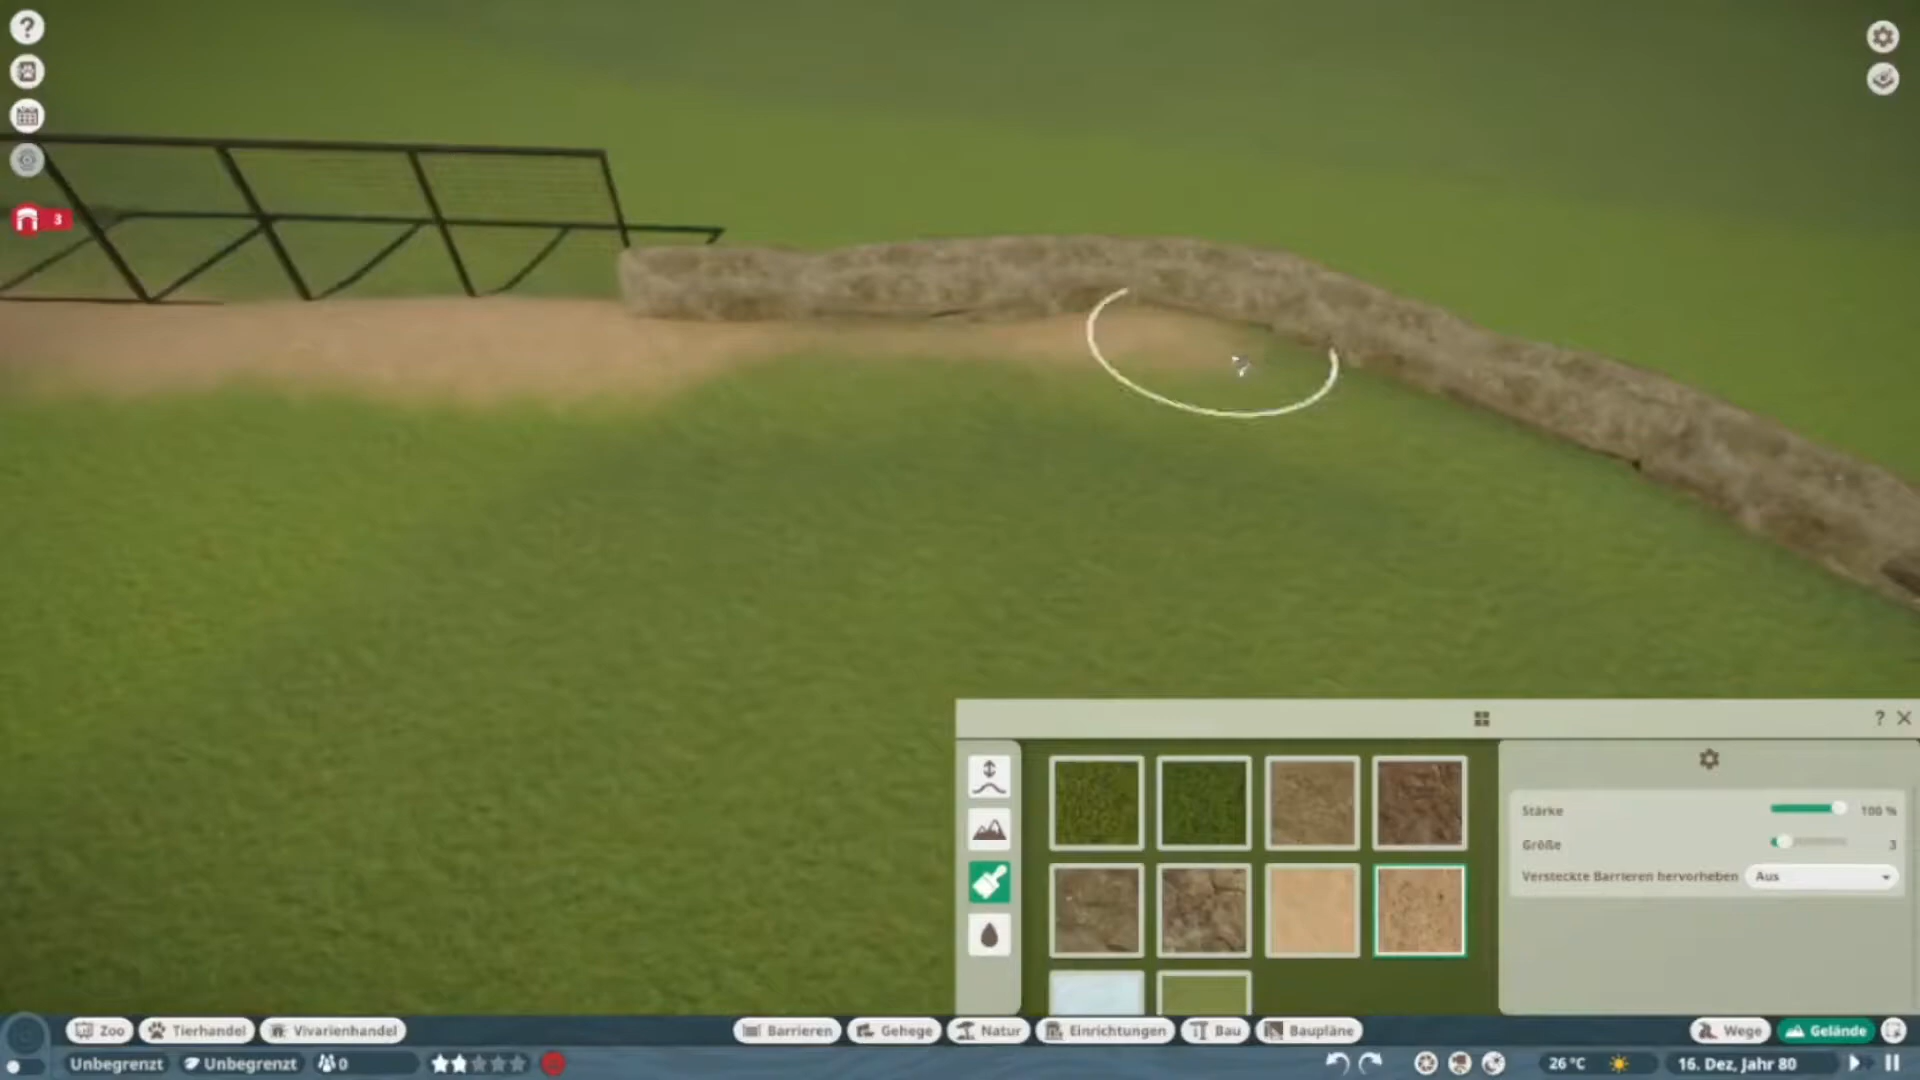 ?
3
? ×
Stärke 100 %
Größe 3
Versteckte Barrieren hervorheben Aus
Zoo Tierhandel Vivarienhandel Barrieren Gehege Natur Einrichtungen Bau Baupläne Wege Gelände
Unbegrenzt Unbegrenzt 0 26 °C 16. Dez, Jahr 80